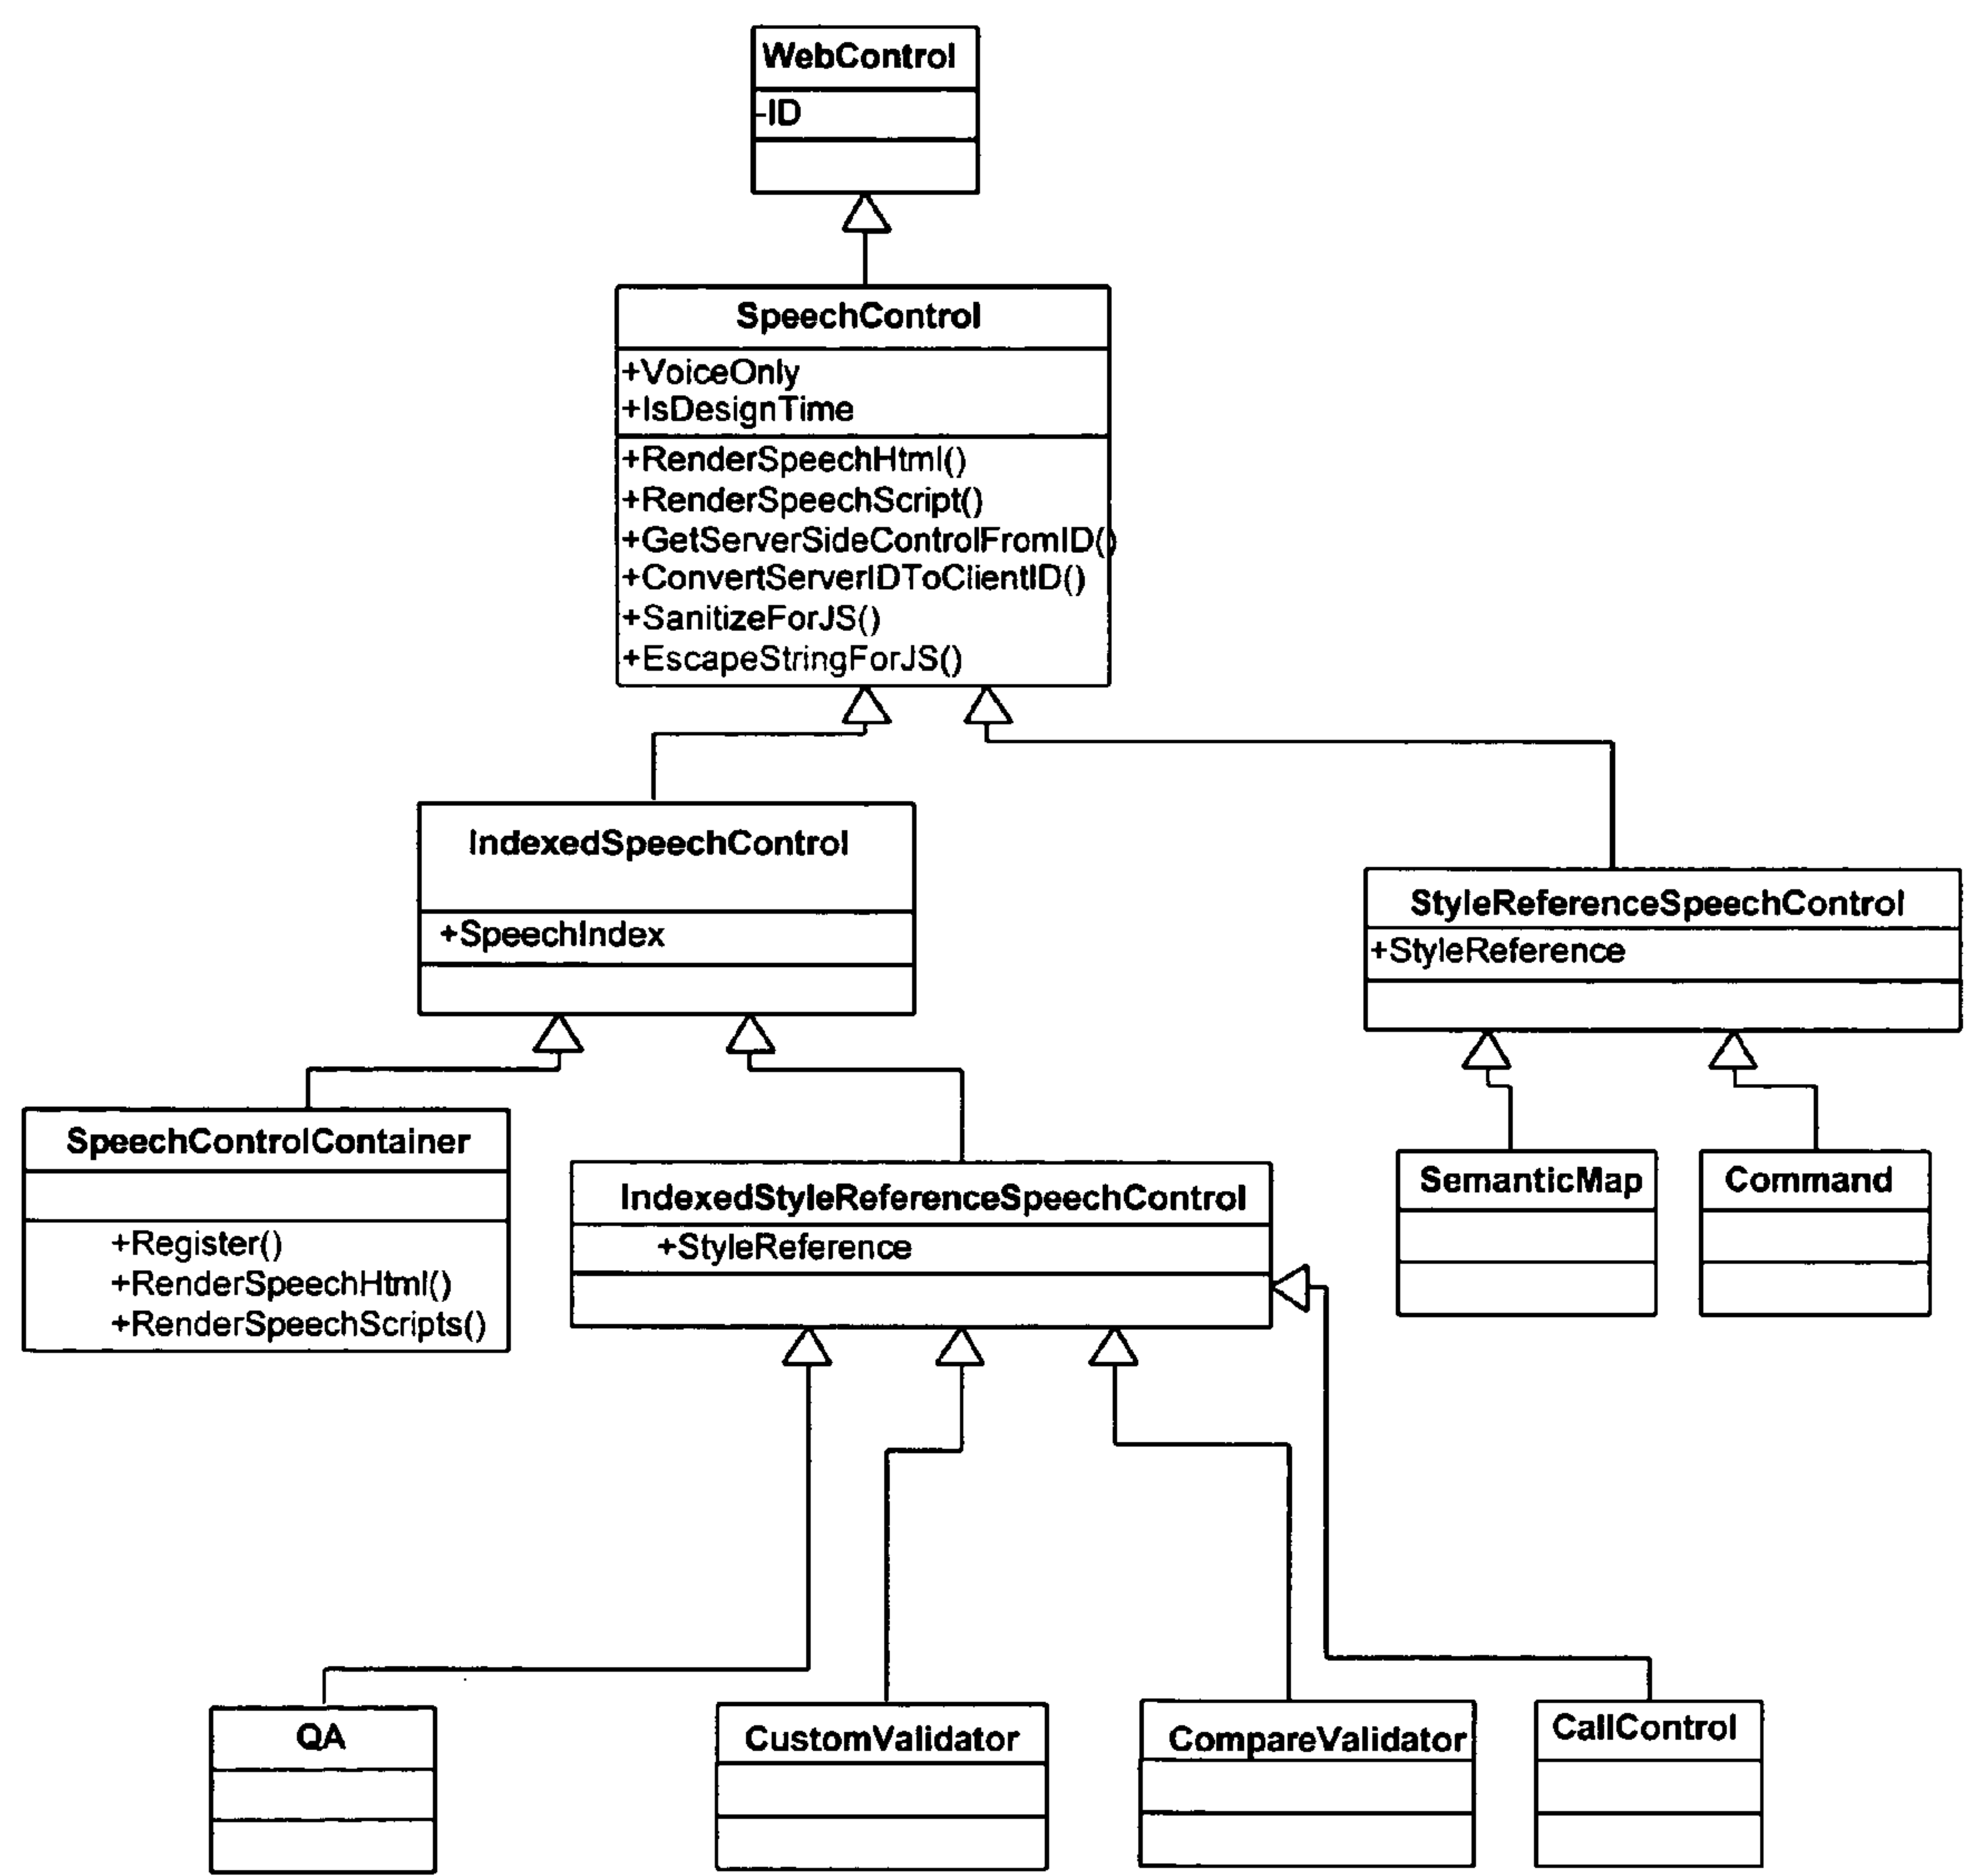 WebControl
-ID
SpeechControl
+VoiceOnly
+IsDesignTime
+RenderSpeechHtml()
+RenderSpeechScript()
+GetServerSideControlFromID()
+ConvertServerIDToClientID()
+SanitizeForJS()
+EscapeStringForJS()
IndexedSpeechControl
+SpeechIndex
StyleReferenceSpeechControl
+StyleReference
SpeechControlContainer
+Register()
+RenderSpeechHtml()
+RenderSpeechScripts()
IndexedStyleReferenceSpeechControl
+StyleReference
SemanticMap
Command
QA
CustomValidator
CompareValidator
CallControl